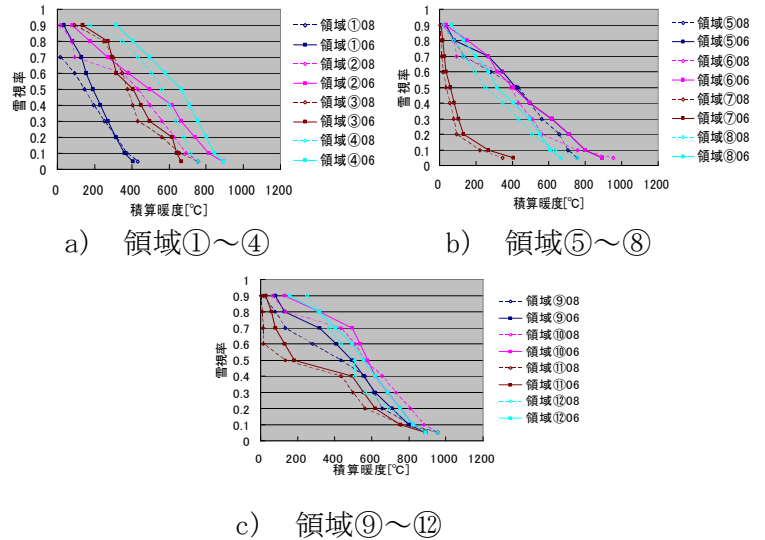 1
0.9
0.8
0.7
0.6
0.5
0.4
0.3
0.2
0.1
0
雪視率
0 200 400 600 800 1000 1200
積算暖度[℃]
領域①08
領域①06
領域②08
領域②06
領域③08
領域③06
領域④08
領域④06
a) 領域①～④
1
0.9
0.8
0.7
0.6
0.5
0.4
0.3
0.2
0.1
0
雪視率
0 200 400 600 800 1000 1200
積算暖度[℃]
領域⑤08
領域⑤06
領域⑥08
領域⑥06
領域⑦08
領域⑦06
領域⑧08
領域⑧06
b) 領域⑤～⑧
1
0.9
0.8
0.7
0.6
0.5
0.4
0.3
0.2
0.1
0
雪視率
0 200 400 600 800 1000 1200
積算暖度[℃]
領域⑨08
領域⑨06
領域⑩08
領域⑩06
領域⑪08
領域⑪06
領域⑫08
領域⑫06
c) 領域⑨～⑫